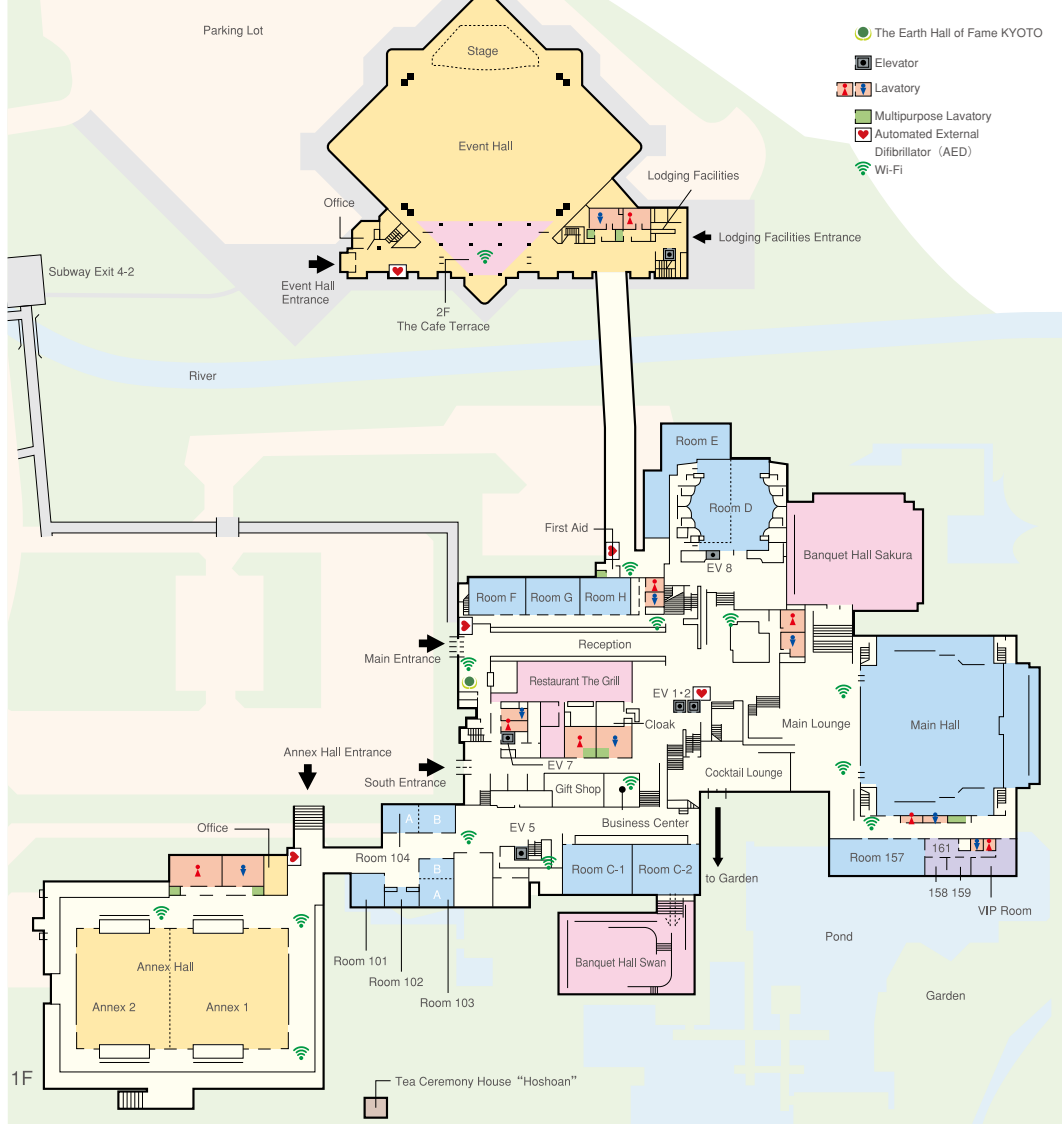 Parking Lot
Stage
Event Hall
The Earth Hall of Fame KYOTO
Elevator
Lavatory
Multipurpose Lavatory
Automated External
Difibrillator（AED）
Wi-Fi
Lodging Facilities
Office
Lodging Facilities Entrance
Subway Exit 4-2
Event Hall
Entrance
2F
The Cafe Terrace
River
Room E
Room D
First Aid
Banquet Hall Sakura
EV 8
Room F
Room G
Room H
Reception
Main Entrance
Restaurant The Grill
EV 1・2
Cloak
Main Lounge
Main Hall
Annex Hall Entrance
EV 7
South Entrance
Cocktail Lounge
Gift Shop
A
B
Business Center
Office
EV 5
Room 104
Room 157
161
B
Room C-1
Room C-2
to Garden
A
158
159
VIP Room
Pond
Room 101
Banquet Hall Swan
Annex Hall
Room 102
Room 103
Garden
Annex 2
Annex 1
1F
Tea Ceremony House “Hoshoan”